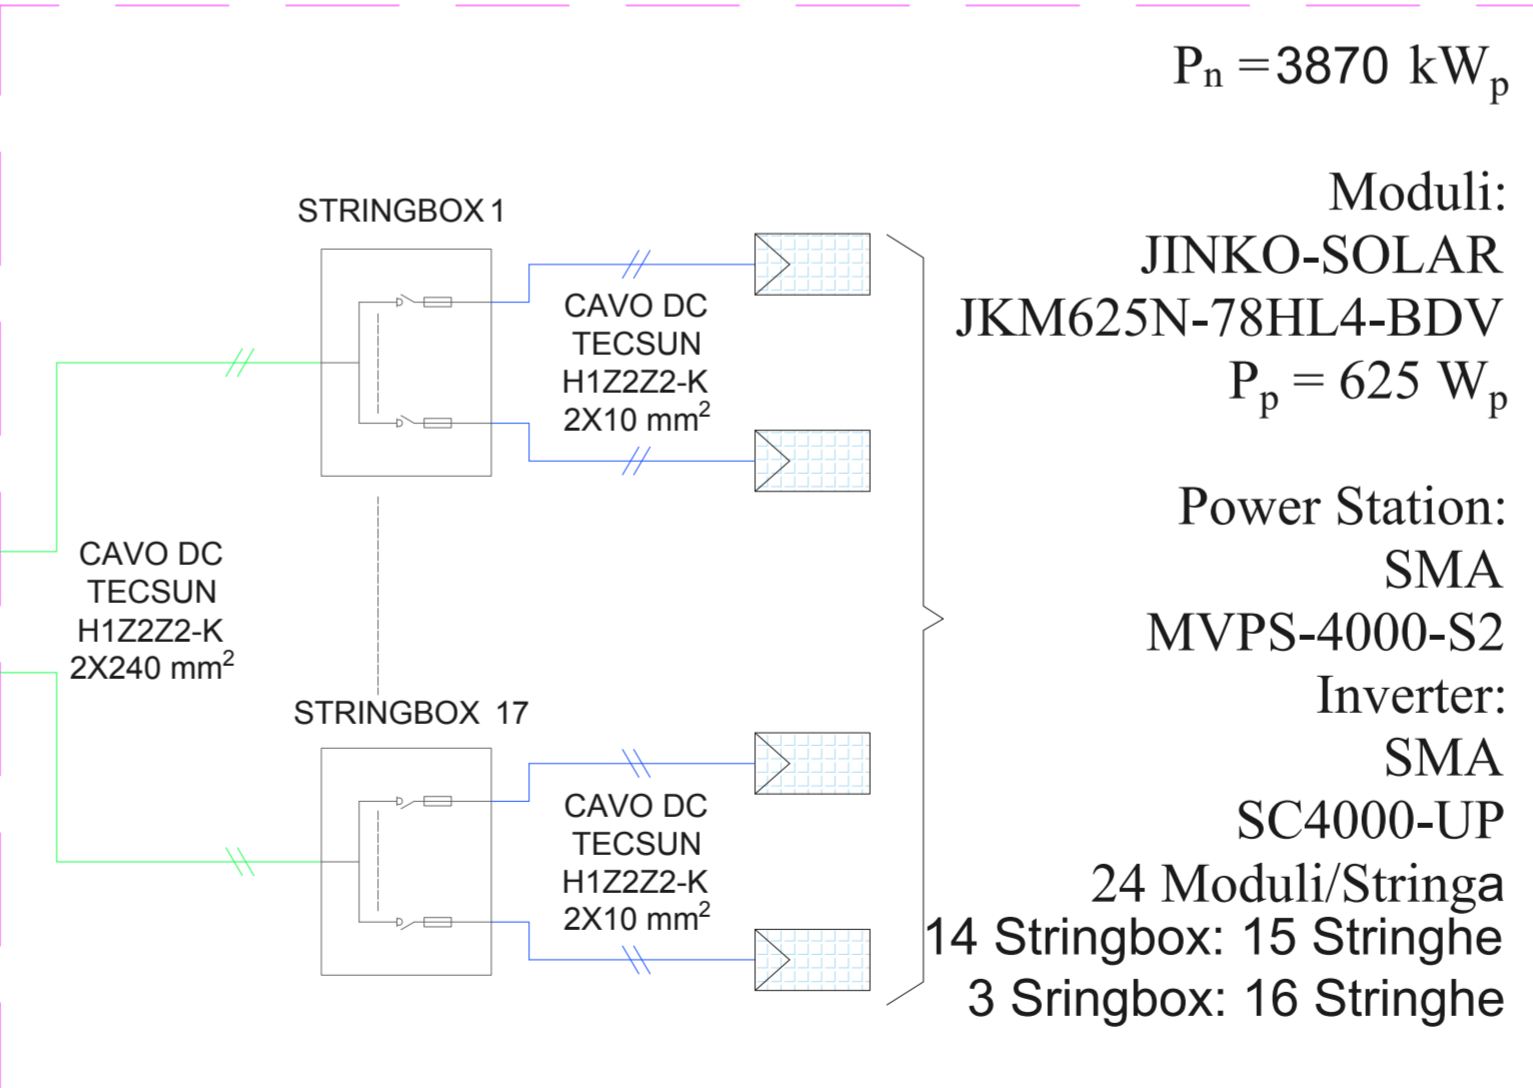 Pn =3870 kWp
Moduli:
JINKO-SOLAR
JKM625N-78HL4-BDV
Pp = 625 Wp
Power Station:
SMA
MVPS-4000-S2
Inverter:
SMA
SC4000-UP
24 Moduli/Stringa
14 Stringbox: 15 Stringhe
3 Sringbox: 16 Stringhe
STRINGBOX 1
CAVO DC
TECSUN
H1Z2Z2-K
2X10 mm²
CAVO DC
TECSUN
H1Z2Z2-K
2X240 mm²
STRINGBOX 17
CAVO DC
TECSUN
H1Z2Z2-K
2X10 mm²